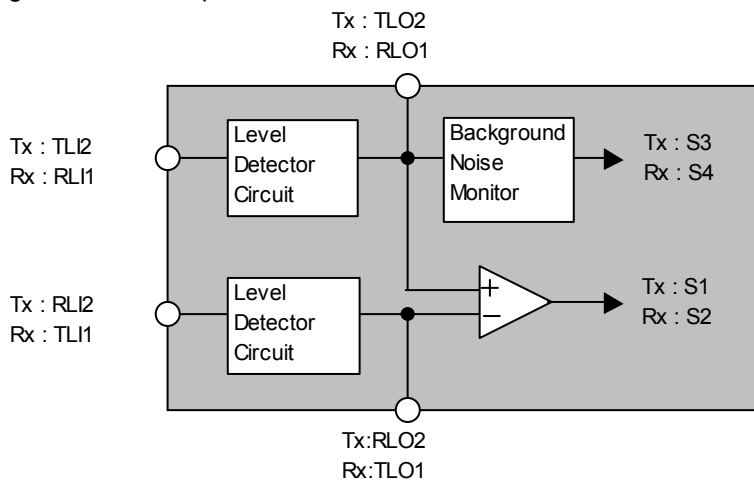 Tx : TLO2
Rx : RLO1
Tx : TLI2
Rx : RLI1
Level
Detector
Circuit
Background
Noise
Monitor
Tx : S3
Rx : S4
Tx : RLI2
Rx : TLI1
Level
Detector
Circuit
+
−
Tx : S1
Rx : S2
Tx:RLO2
Rx:TLO1